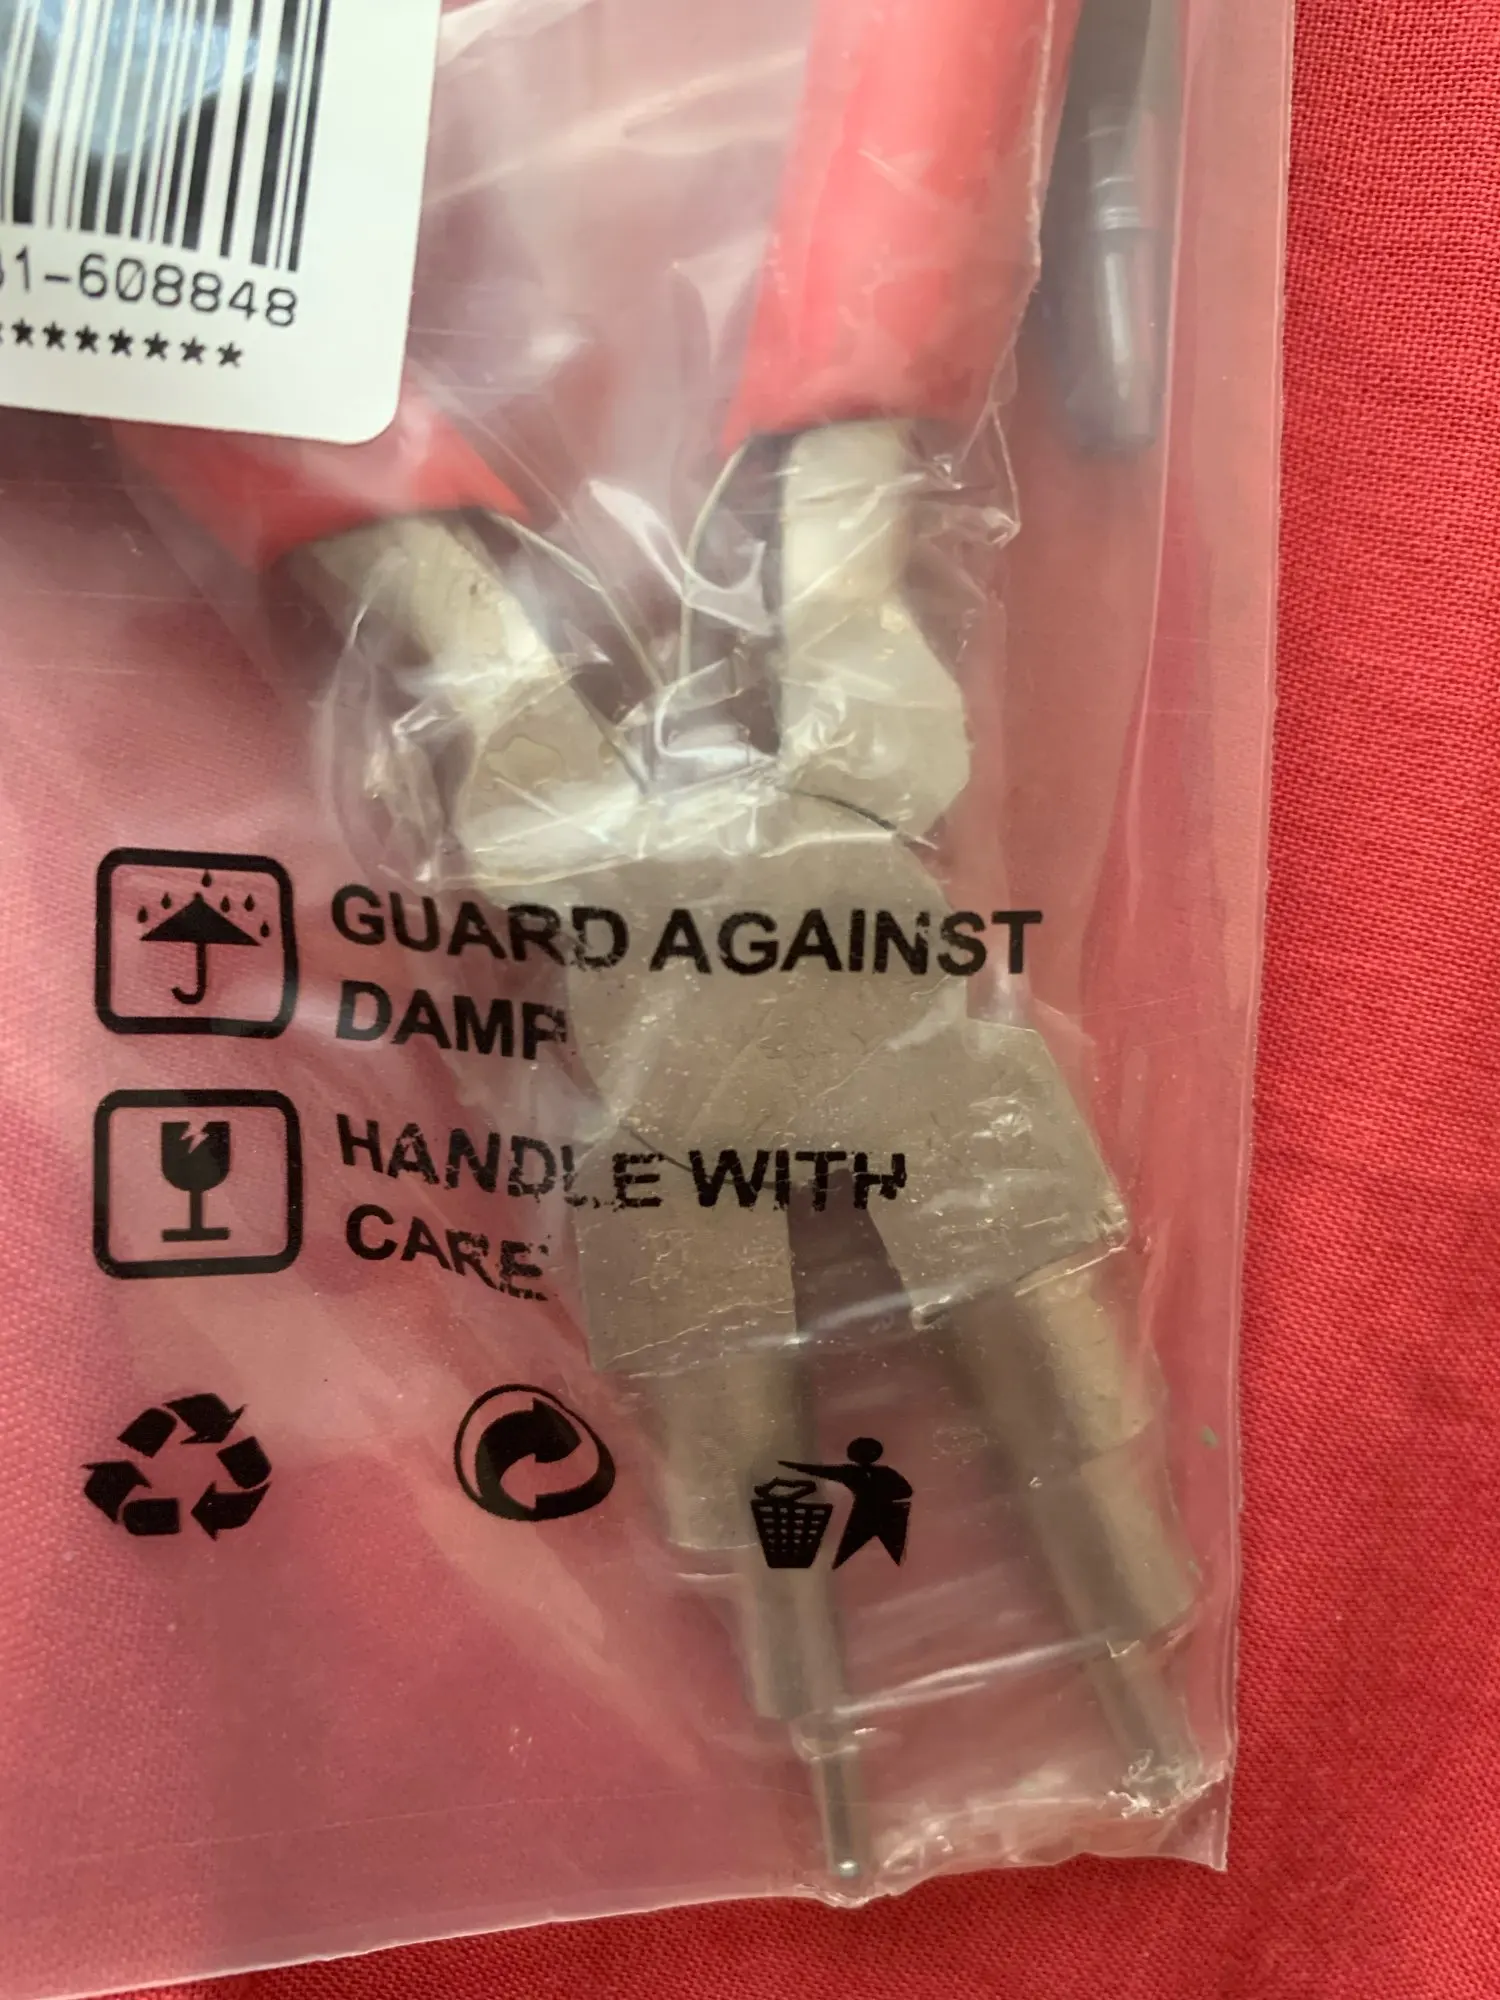 1-608848
********
GUARD AGAINST
DAMP
HANDLE WITH
CARE